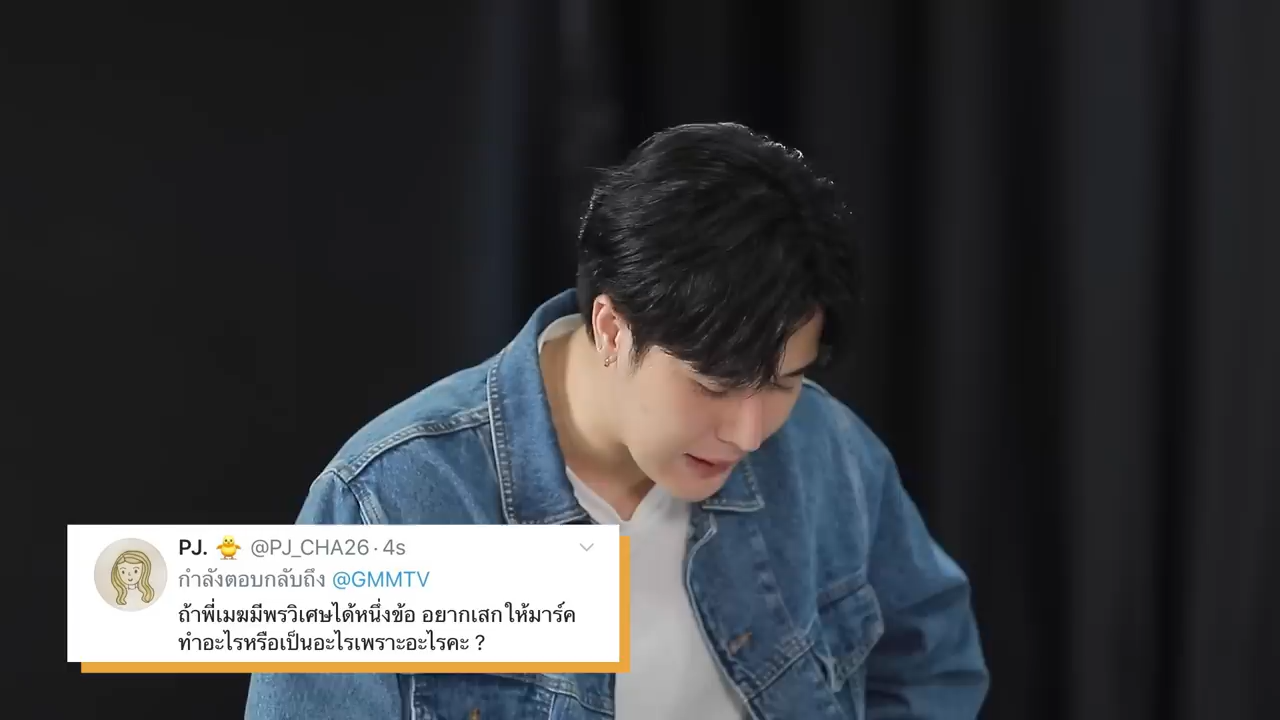 PJ. 🐥 @PJ_CHA26 · 4s
กำลังตอบกลับถึง @GMMTV
ถ้าพี่เมฆมีพรวิเศษได้หนึ่งข้อ อยากเสกให้มาร์ค
ทำอะไรหรือเป็นอะไรเพราะอะไรคะ ?